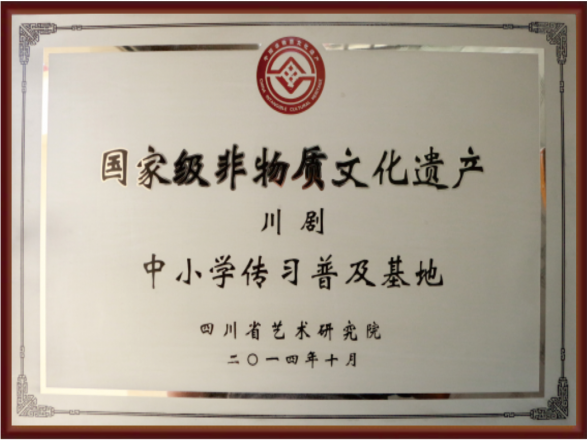 国家级非物质文化遗产
川剧
中小学传习普及基地
四川省艺术研究院
二〇一四年十月